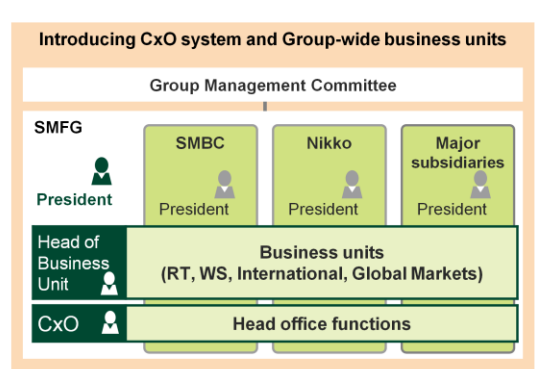 Introducing CxO system and Group-wide business units
Group Management Committee
SMFG
President
SMBC
President
Nikko
President
Major
subsidiaries
President
Head of
Business
Unit
Business units
(RT, WS, International, Global Markets)
CxO
Head office functions